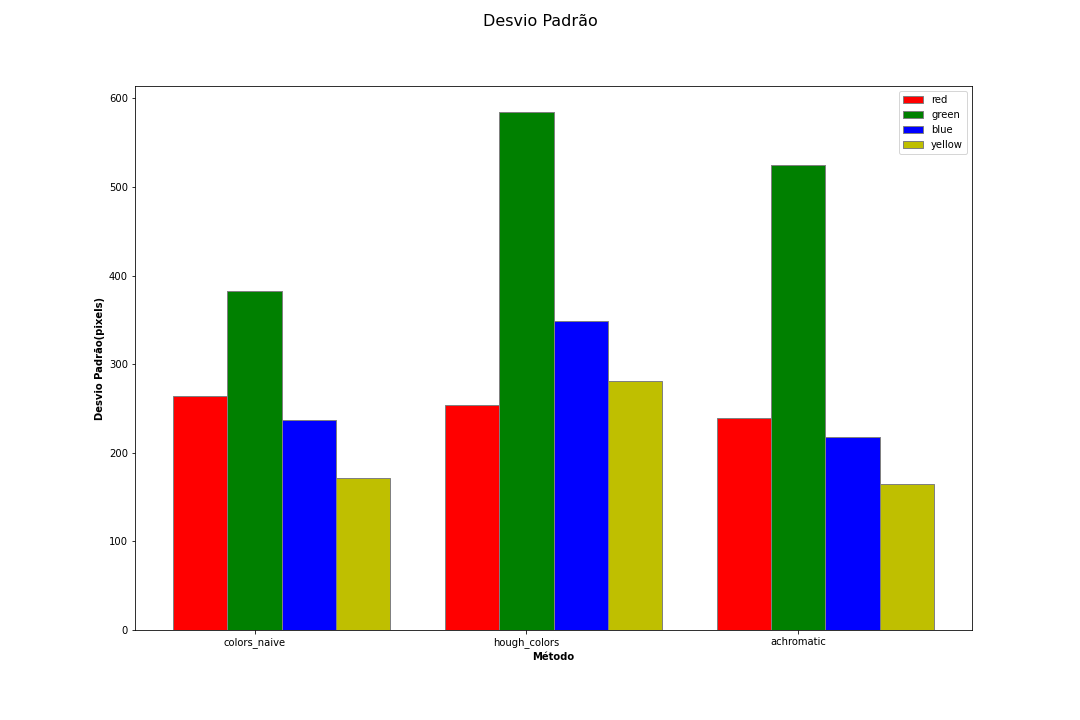 Desvio Padrão
red
green
blue
yellow
600
500
400
300
200
100
0
Desvio Padrão(pixels)
colors_naive
hough_colors
achromatic
Método